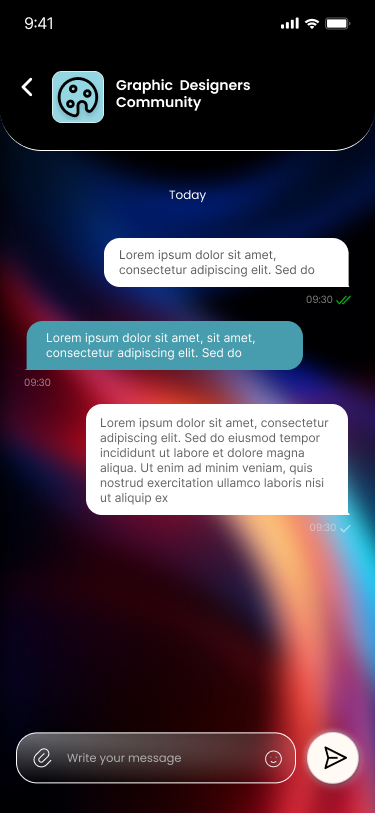 9:41
Graphic Designers
Community
Today
Lorem ipsum dolor sit amet,
consectetur adipiscing elit. Sed do
09:30
Lorem ipsum dolor sit amet, sit amet,
consectetur adipiscing elit. Sed do
09:30
Lorem ipsum dolor sit amet, consectetur
adipiscing elit. Sed do eiusmod tempor
incididunt ut labore et dolore magna
aliqua. Ut enim ad minim veniam, quis
nostrud exercitation ullamco laboris nisi
ut aliquip ex
09:30
Write your message